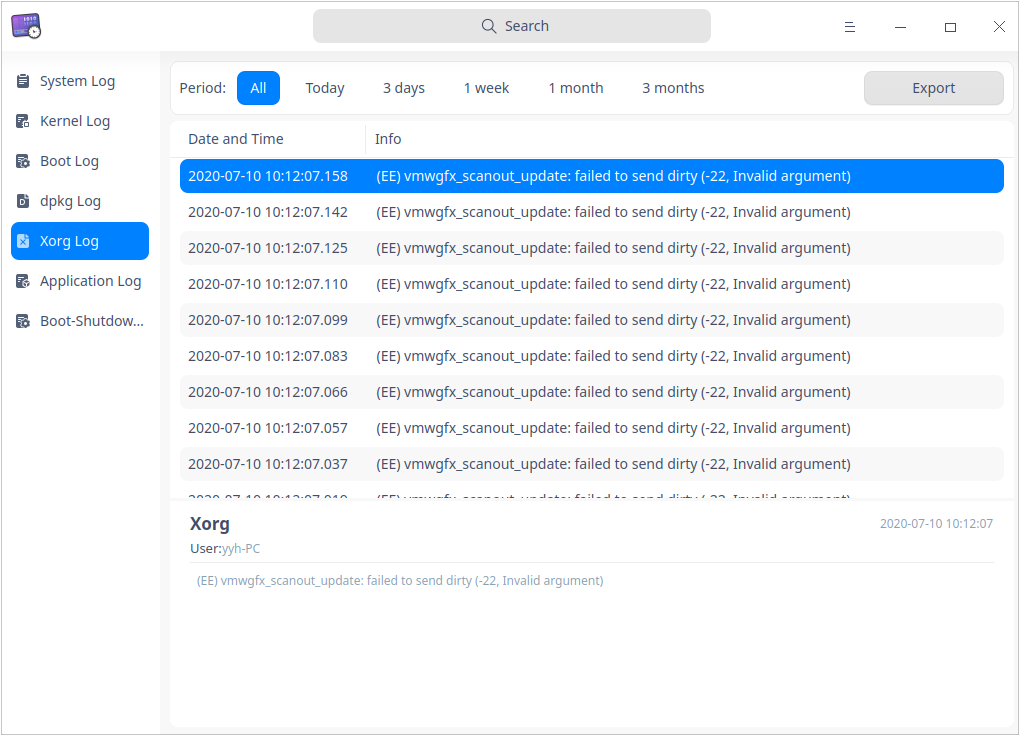 Search
System Log
Kernel Log
Boot Log
dpkg Log
Xorg Log
Application Log
Boot-Shutdow...
Period: All Today 3 days 1 week 1 month 3 months Export
Date and Time Info
2020-07-10 10:12:07.158 (EE) vmwgfx_scanout_update: failed to send dirty (-22, Invalid argument)
2020-07-10 10:12:07.142 (EE) vmwgfx_scanout_update: failed to send dirty (-22, Invalid argument)
2020-07-10 10:12:07.125 (EE) vmwgfx_scanout_update: failed to send dirty (-22, Invalid argument)
2020-07-10 10:12:07.110 (EE) vmwgfx_scanout_update: failed to send dirty (-22, Invalid argument)
2020-07-10 10:12:07.099 (EE) vmwgfx_scanout_update: failed to send dirty (-22, Invalid argument)
2020-07-10 10:12:07.083 (EE) vmwgfx_scanout_update: failed to send dirty (-22, Invalid argument)
2020-07-10 10:12:07.066 (EE) vmwgfx_scanout_update: failed to send dirty (-22, Invalid argument)
2020-07-10 10:12:07.057 (EE) vmwgfx_scanout_update: failed to send dirty (-22, Invalid argument)
2020-07-10 10:12:07.037 (EE) vmwgfx_scanout_update: failed to send dirty (-22, Invalid argument)
Xorg 2020-07-10 10:12:07
User:yyh-PC
(EE) vmwgfx_scanout_update: failed to send dirty (-22, Invalid argument)